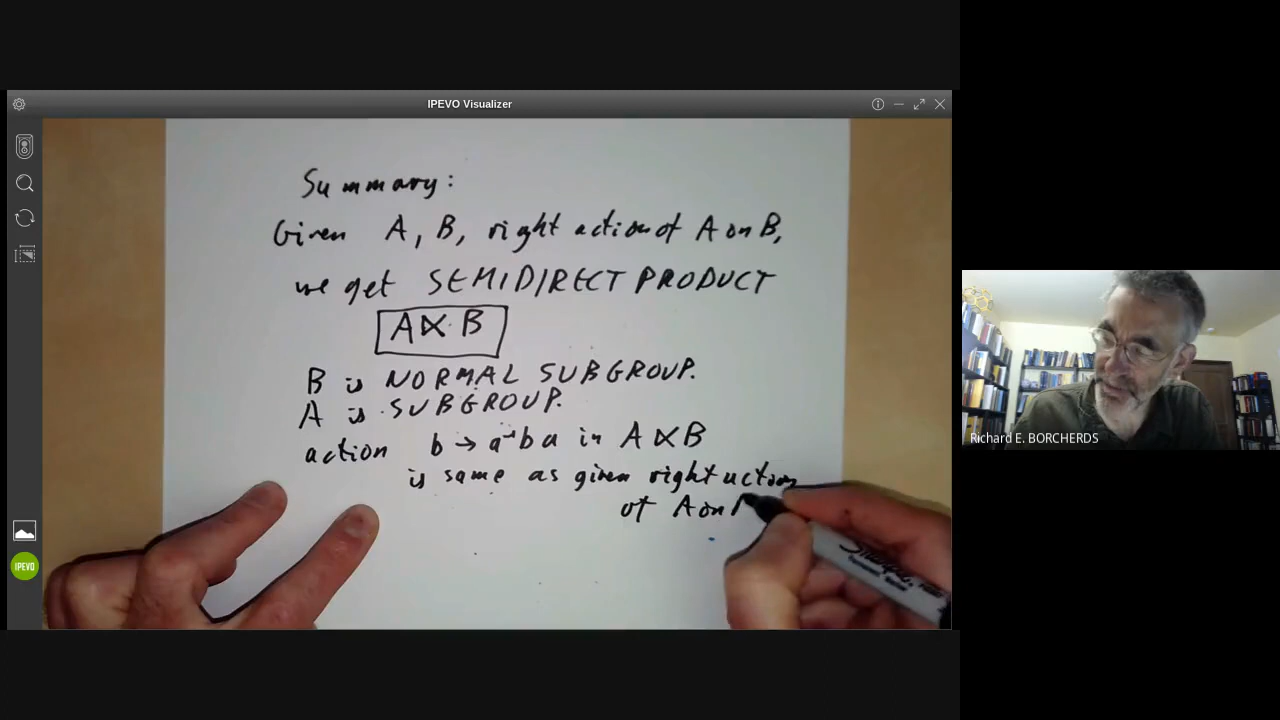 IPEVO Visualizer
Summary:
Given A, B, right action of A on B,
we get SEMIDIRECT PRODUCT
A⋉B
B is NORMAL SUBGROUP.
A is SUBGROUP.
action b → a⁻¹ba in A⋉B
is same as given right action
of A on
IPEVO
Sharpie
Richard E. BORCHERDS